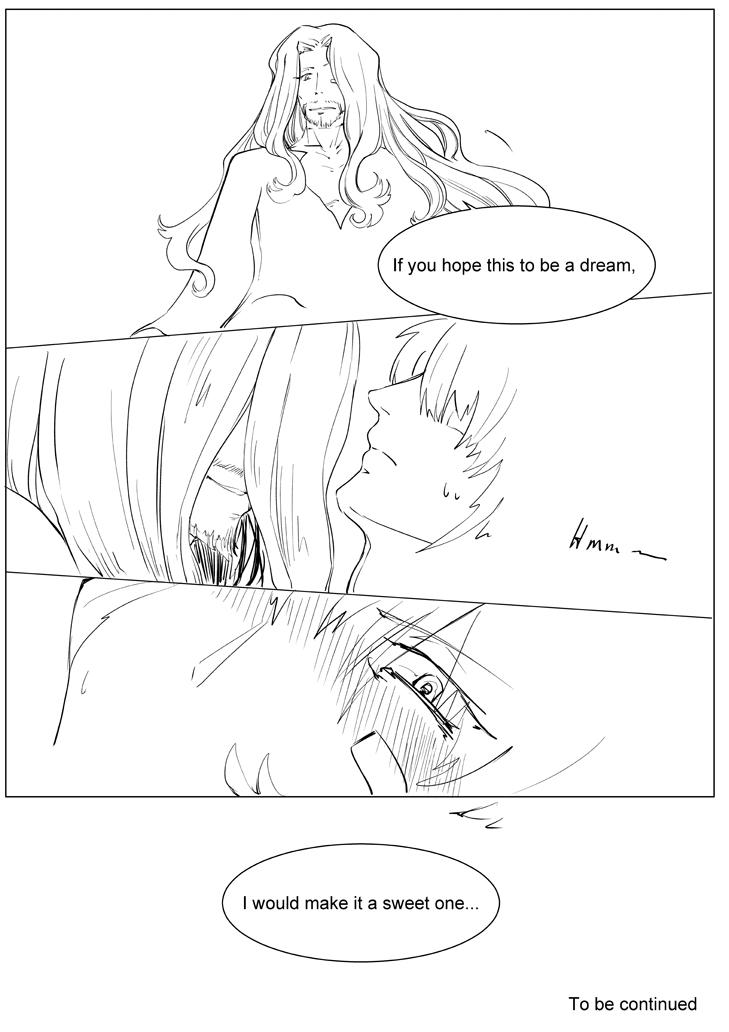 If you hope this to be a dream,
Hmm
I would make it a sweet one...
To be continued